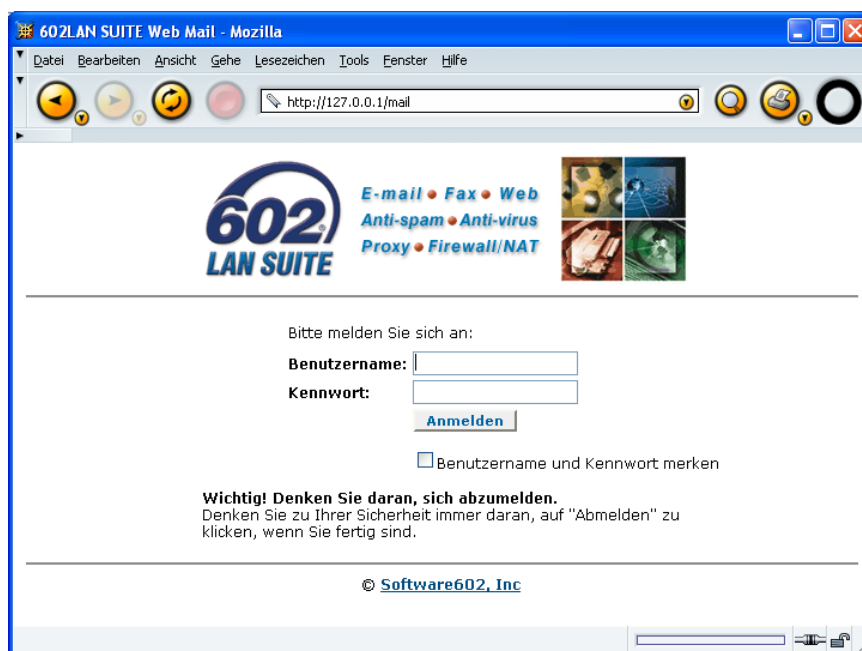 602LAN SUITE Web Mail - Mozilla
Datei Bearbeiten Ansicht Gehe Lesezeichen Tools Fenster Hilfe
http://127.0.0.1/mail
602
LAN SUITE
E-mail • Fax • Web
Anti-spam • Anti-virus
Proxy • Firewall/NAT
Bitte melden Sie sich an:
Benutzername:
Kennwort:
Anmelden
Benutzername und Kennwort merken
Wichtig! Denken Sie daran, sich abzumelden.
Denken Sie zu Ihrer Sicherheit immer daran, auf "Abmelden" zu
klicken, wenn Sie fertig sind.
© Software602, Inc